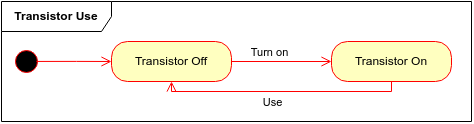 Transistor Use
Transistor Off
Turn on
Transistor On
Use